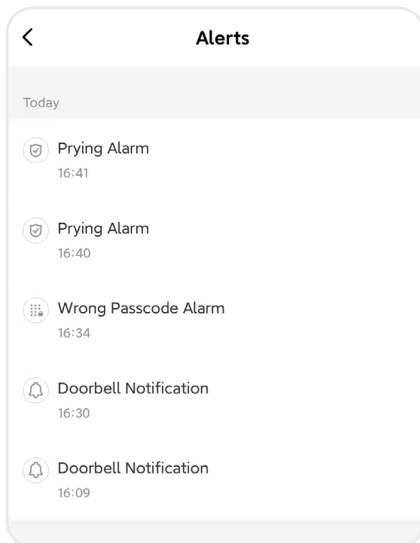 Alerts
Today
Prying Alarm
16:41
Prying Alarm
16:40
Wrong Passcode Alarm
16:34
Doorbell Notification
16:30
Doorbell Notification
16:09